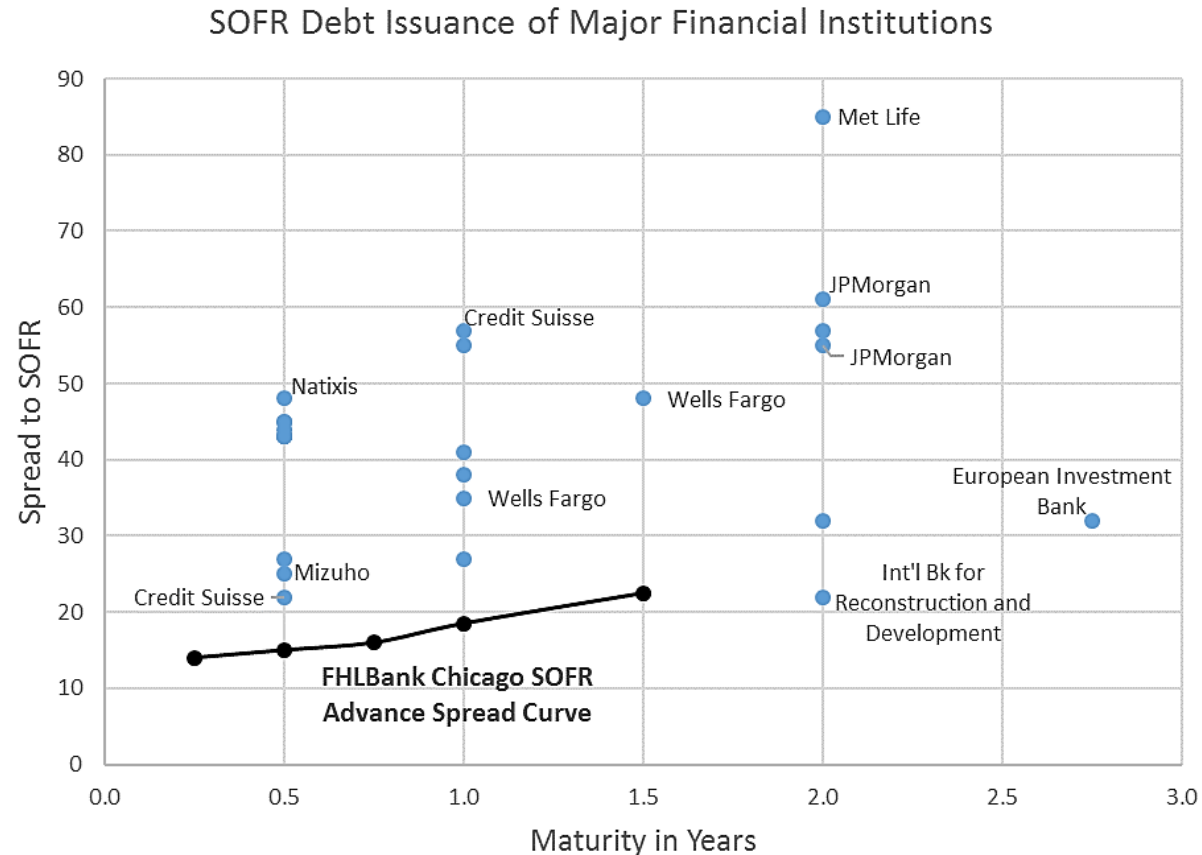 SOFR Debt Issuance of Major Financial Institutions
90
80
70
60
50
40
30
20
10
0
Spread to SOFR
Met Life
JPMorgan
JPMorgan
Credit Suisse
Natixis
Wells Fargo
European Investment
Bank
Wells Fargo
Mizuho
Credit Suisse
Int'l Bk for
Reconstruction and
Development
FHLBank Chicago SOFR
Advance Spread Curve
0.0
0.5
1.0
1.5
2.0
2.5
3.0
Maturity in Years